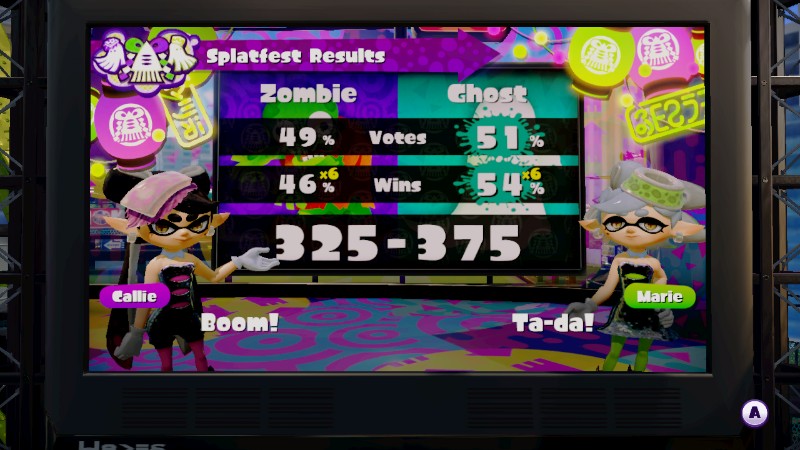 Splatfest Results
Zombie Ghost
49% Votes 51%
46%x6 Wins 54%x6
325-375
Callie
Marie
Boom!
Ta-da!
A